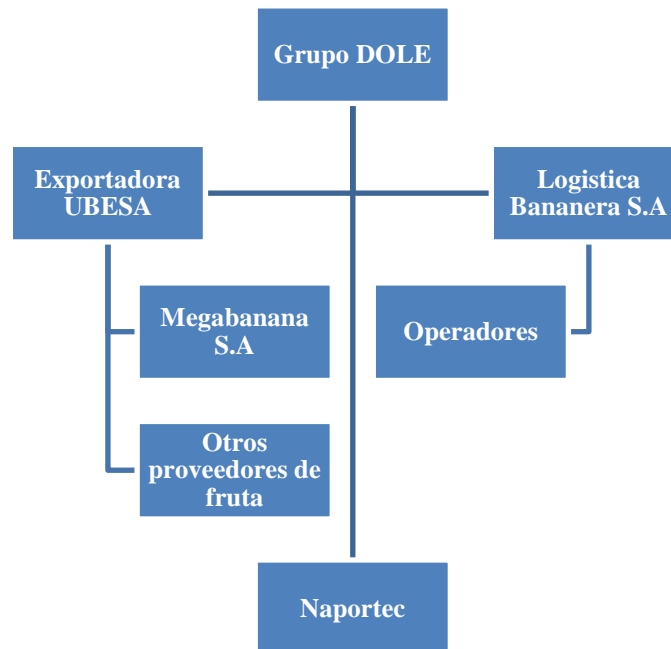 Grupo DOLE
Exportadora
UBESA
Logistica
Bananera S.A
Megabanana
S.A
Operadores
Otros
proveedores de
fruta
Naportec